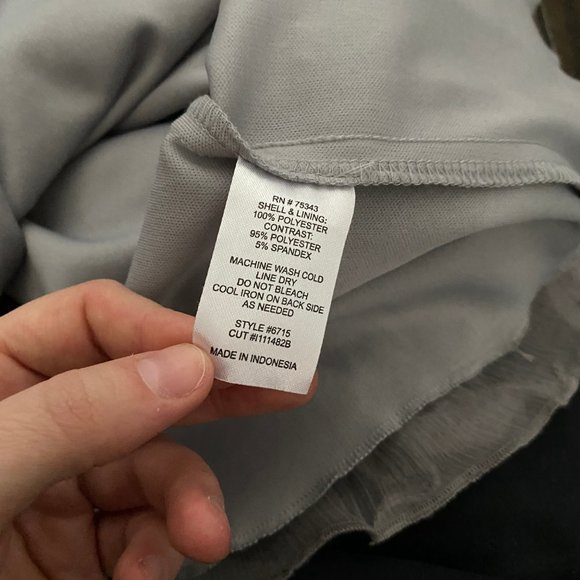 RN # 75343
SHELL & LINING:
100% POLYESTER
CONTRAST:
95% POLYESTER
5% SPANDEX
MACHINE WASH COLD
LINE DRY
DO NOT BLEACH
COOL IRON ON BACK SIDE
AS NEEDED
STYLE #6715
CUT #I111482B
MADE IN INDONESIA